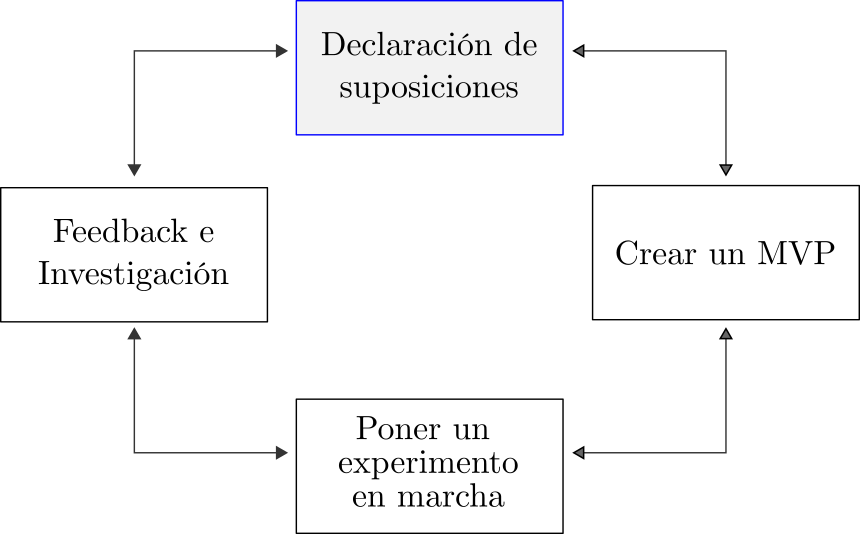 Declaración de
suposiciones
Feedback e
Investigación
Crear un MVP
Poner un
experimento
en marcha